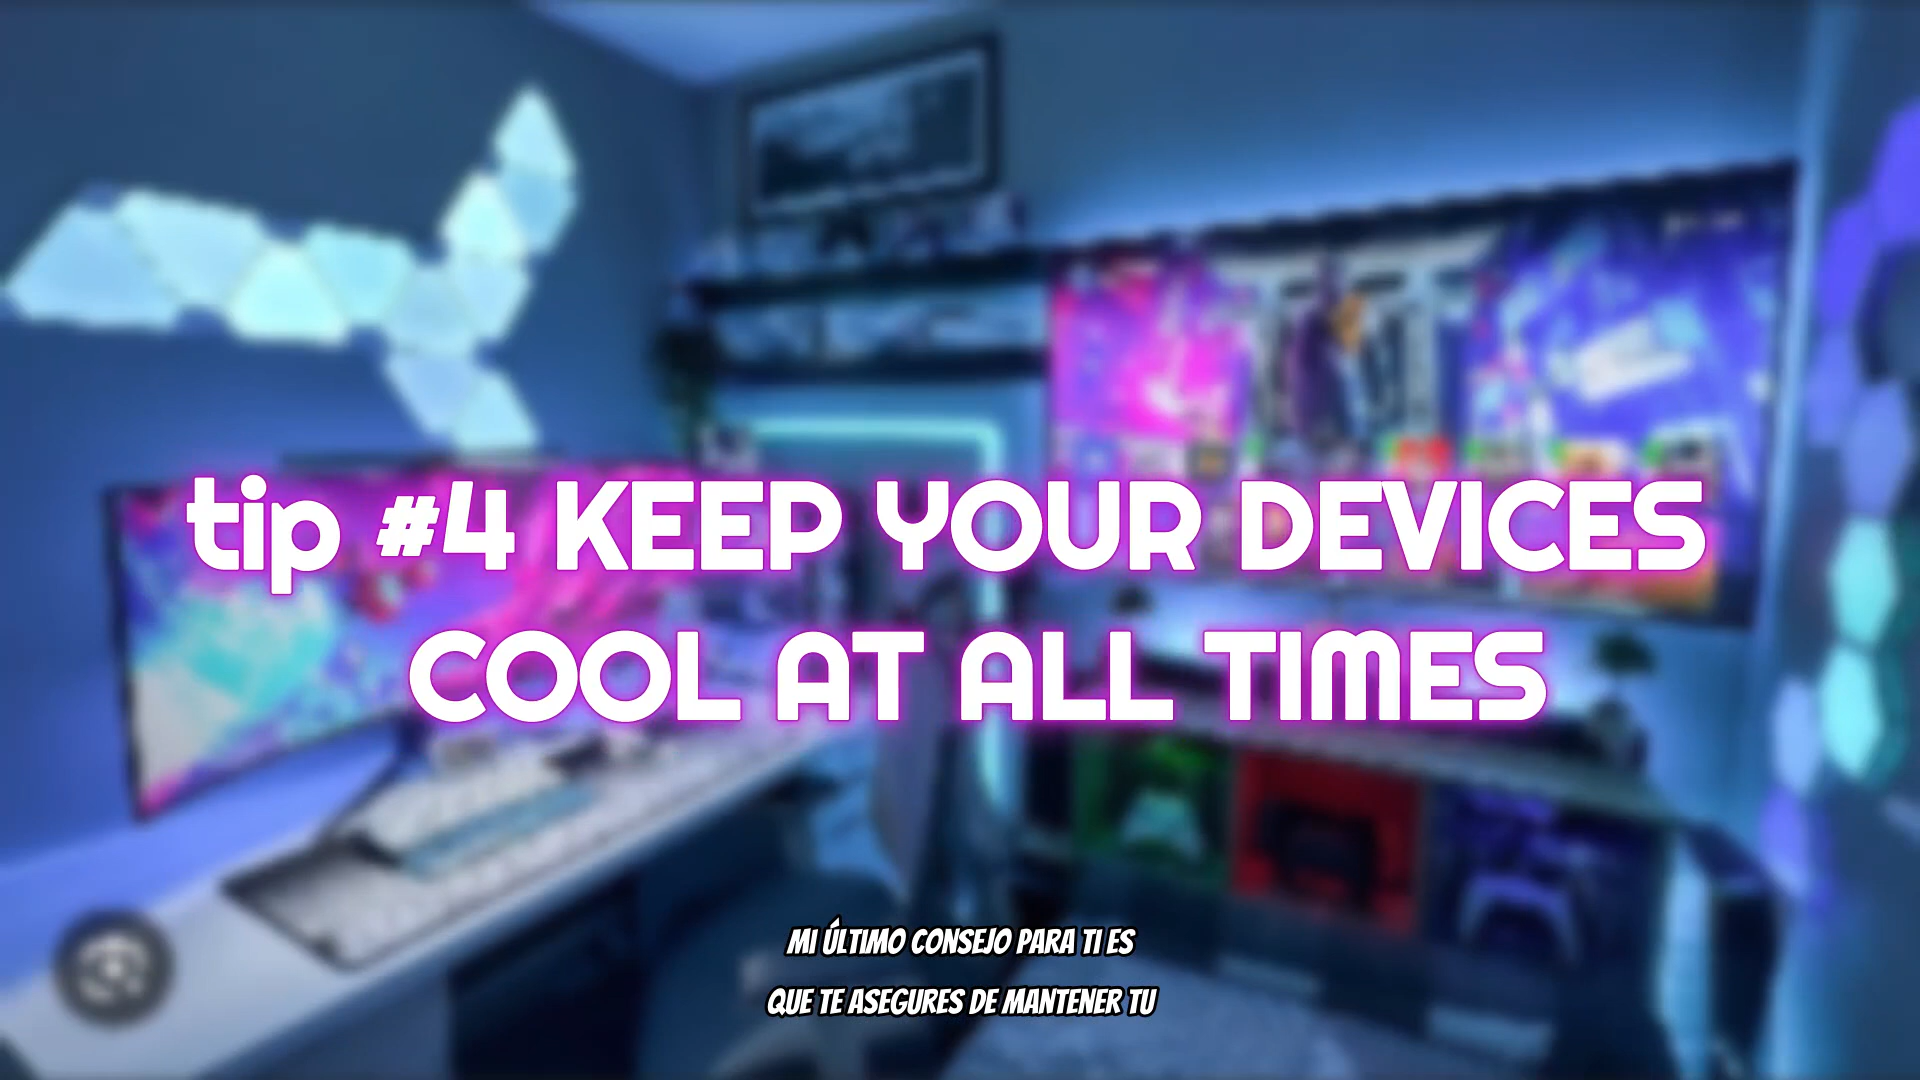 tip #4 KEEP YOUR DEVICES
COOL AT ALL TIMES
MI ÚLTIMO CONSEJO PARA TI ES
QUE TE ASEGURES DE MANTENER TU